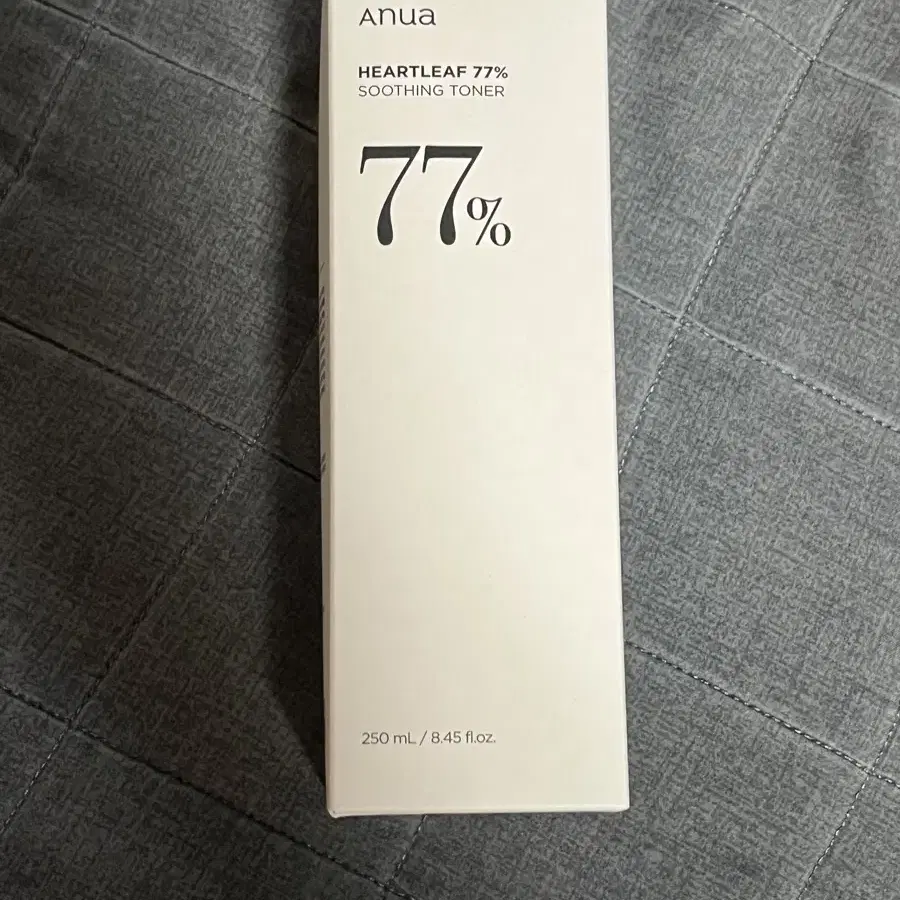 Anua
HEARTLEAF 77%
SOOTHING TONER
77%
250 mL / 8.45 fl.oz.